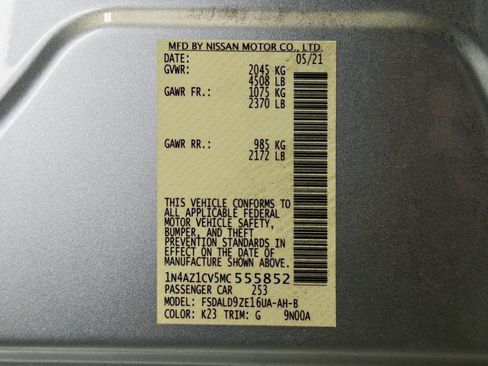 MFD BY NISSAN MOTOR CO., LTD.
DATE: 05/21
GVWR: 2045 KG
4508 LB
GAWR FR.: 1075 KG
2370 LB
GAWR RR.: 985 KG
2172 LB
THIS VEHICLE CONFORMS TO
ALL APPLICABLE FEDERAL
MOTOR VEHICLE SAFETY,
BUMPER, AND THEFT
PREVENTION STANDARDS IN
EFFECT ON THE DATE OF
MANUFACTURE SHOWN ABOVE.
1N4AZ1CV5MC555852
PASSENGER CAR 253
MODEL: FSDALD9ZE16UA-AH-B
COLOR: K23 TRIM: G 9N00A